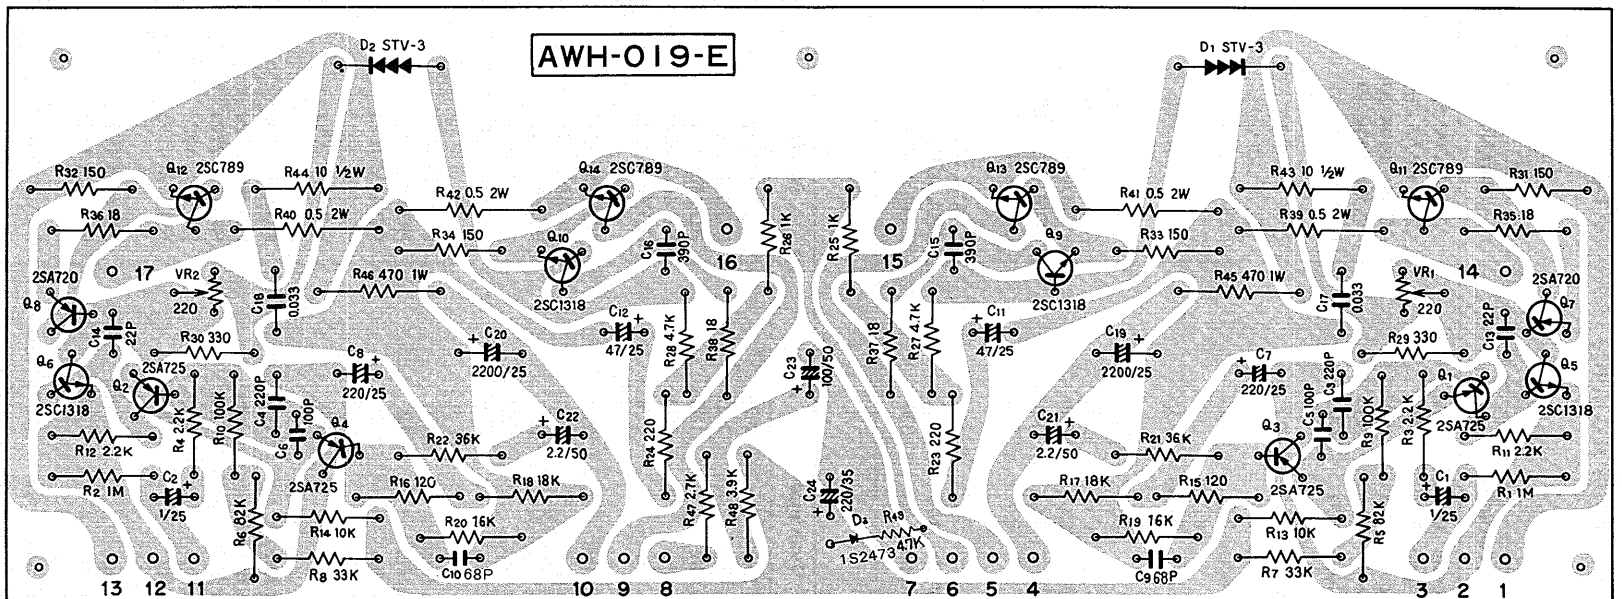 AWH-019-E
D2 STV-3
D1 STV-3
R32 150
Q12 2SC789
R44 10 ½W
R36 18
R40 0.5 2W
R42 0.5 2W
Q14 2SC789
R34 150
Q10
2SC1318
C16 390P
R26 1K
R25 1K
Q13 2SC789
R41 0.5 2W
R43 10 ½W
Q11 2SC789
R31 150
R39 0.5 2W
R35 18
C15 390P
Q9
2SC1318
R33 150
17
16
15
14
2SA720
Q8
VR2
220
C18 0.033
R46 470 1W
R45 470 1W
C17 0.033
VR1
220
2SA720
Q7
C14 22P
R30 330
C20
2200/25
C12
47/25
R28 4.7K
R38 18
C23 100/50
R37 18
R27 4.7K
C11
47/25
C19
2200/25
R29 330
C13 22P
Q6
2SC1318
2SA725
Q2
C8
220/25
C7
220/25
Q1
2SA725
Q5
2SC1318
R4 2.2K
R10 100K
C4 220P
C6 100P
Q4
2SA725
C22
2.2/50
R24 220
R23 220
C21
2.2/50
Q3
2SA725
C5 100P
C3 220P
R9 100K
R3 2.2K
R12 2.2K
R22 36K
R21 36K
R11 2.2K
R2 1M
C2
1/25
R16 120
R18 18K
R47 2.7K
R48 3.9K
C24 220/35
R17 18K
R15 120
C1
1/25
R1 1M
R6 82K
R14 10K
R20 16K
D3
1S2473
R49
4.7K
R19 16K
R13 10K
R5 82K
R8 33K
C10 68P
C9 68P
R7 33K
13 12 11 10 9 8 7 6 5 4 3 2 1